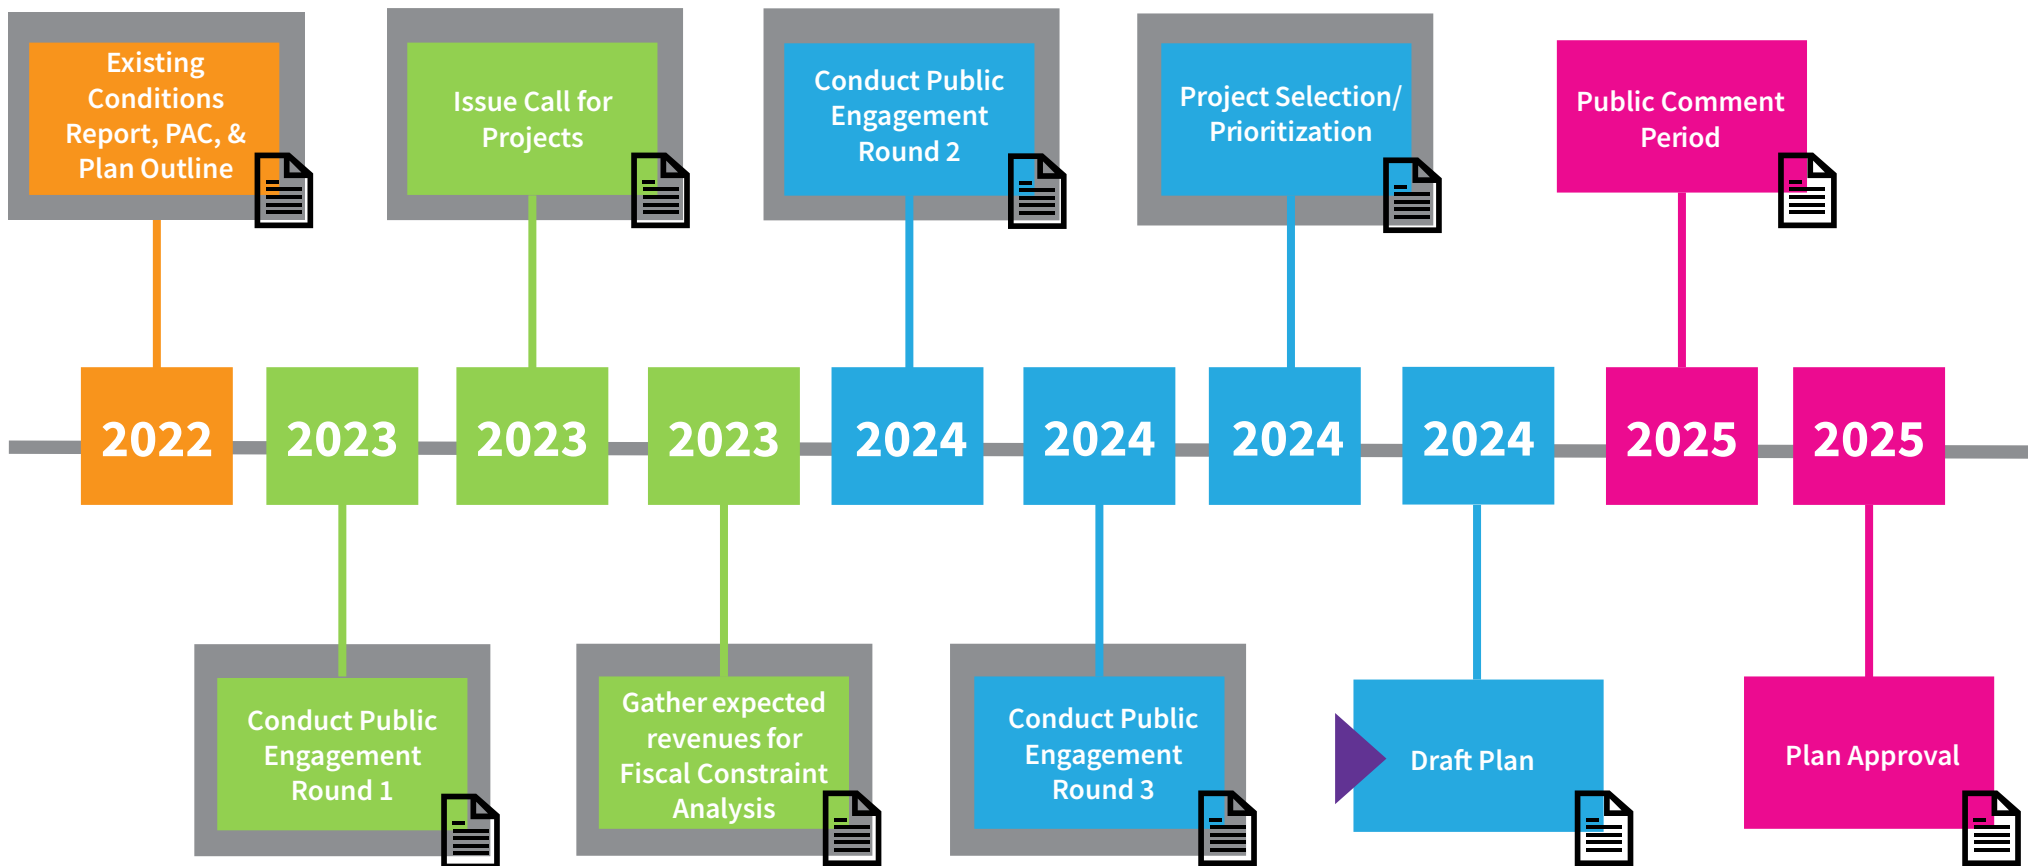 Existing
Conditions
Report, PAC, &
Plan Outline
Issue Call for
Projects
Conduct Public
Engagement
Round 2
Project Selection/
Prioritization
Public Comment
Period
2022
2023
2023
2023
2024
2024
2024
2024
2025
2025
Conduct Public
Engagement
Round 1
Gather expected
revenues for
Fiscal Constraint
Analysis
Conduct Public
Engagement
Round 3
Draft Plan
Plan Approval